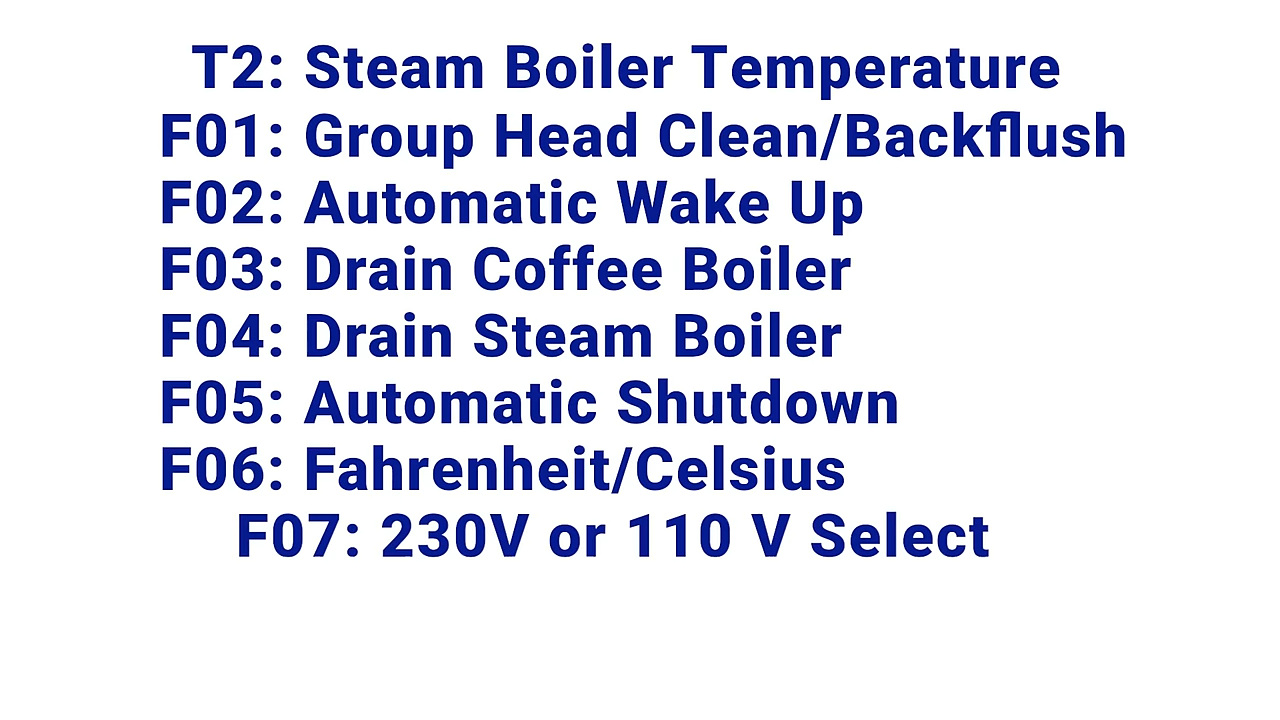 T2: Steam Boiler Temperature
F01: Group Head Clean/Backflush
F02: Automatic Wake Up
F03: Drain Coffee Boiler
F04: Drain Steam Boiler
F05: Automatic Shutdown
F06: Fahrenheit/Celsius
F07: 230V or 110 V Select